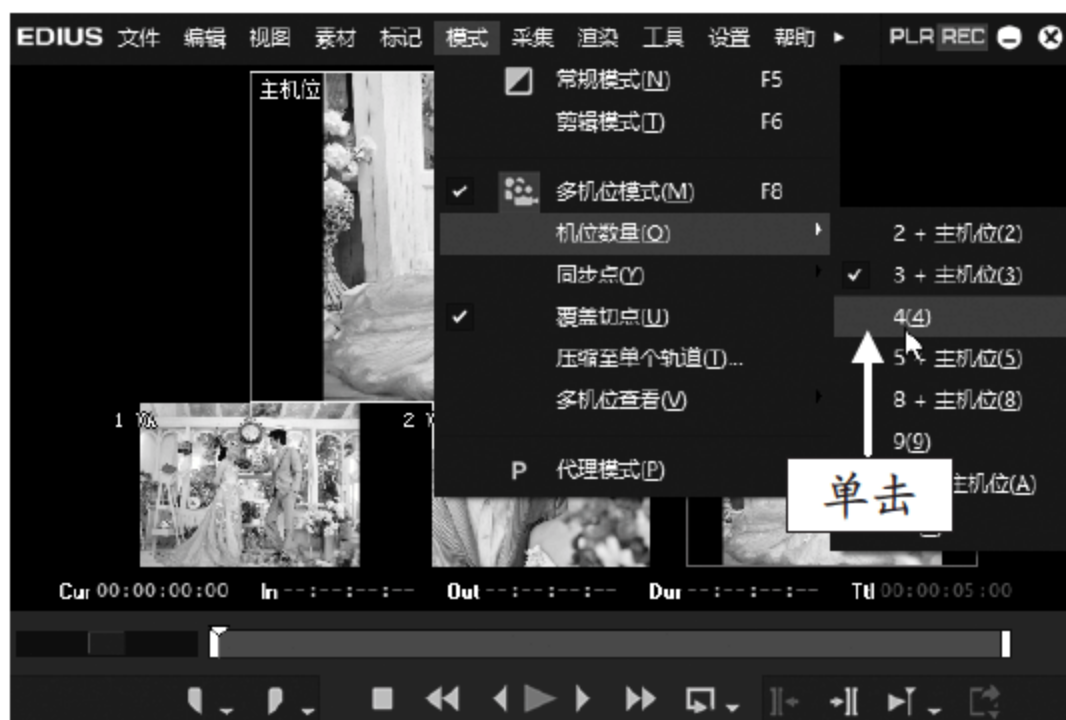 EDIUS 文件 编辑 视图 素材 标记 模式 采集 渲染 工具 设置 帮助 PLR REC
主机位
常规模式(N) F5
剪辑模式(T) F6
多机位模式(M) F8
机位数量(O)
同步点(Y)
覆盖切点(U)
压缩至单个轨道(T)...
多机位查看(V)
代理模式(P)
2 + 主机位(2)
3 + 主机位(3)
4(4)
5 + 主机位(5)
8 + 主机位(8)
9(9)
主机位(A)
单击
1
2
Cur 00:00:00:00 In --:--:--:-- Out --:--:--:-- Dur --:--:--:-- Ttl 00:00:05:00